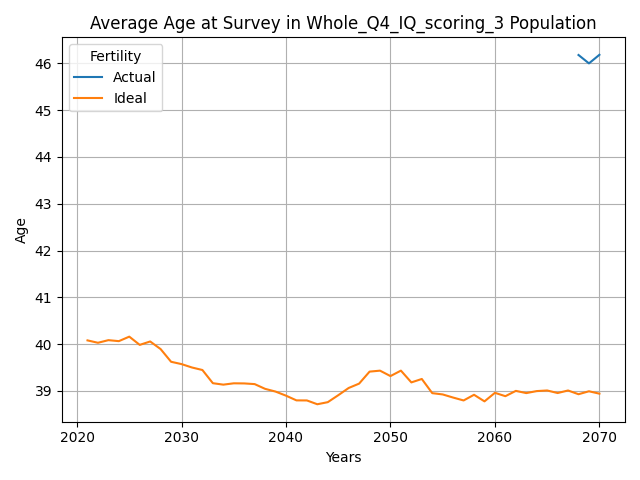 Average Age at Survey in Whole_Q4_IQ_scoring_3 Population
Fertility
Actual
Ideal
46
45
44
43
42
41
40
39
Age
2020 2030 2040 2050 2060 2070
Years